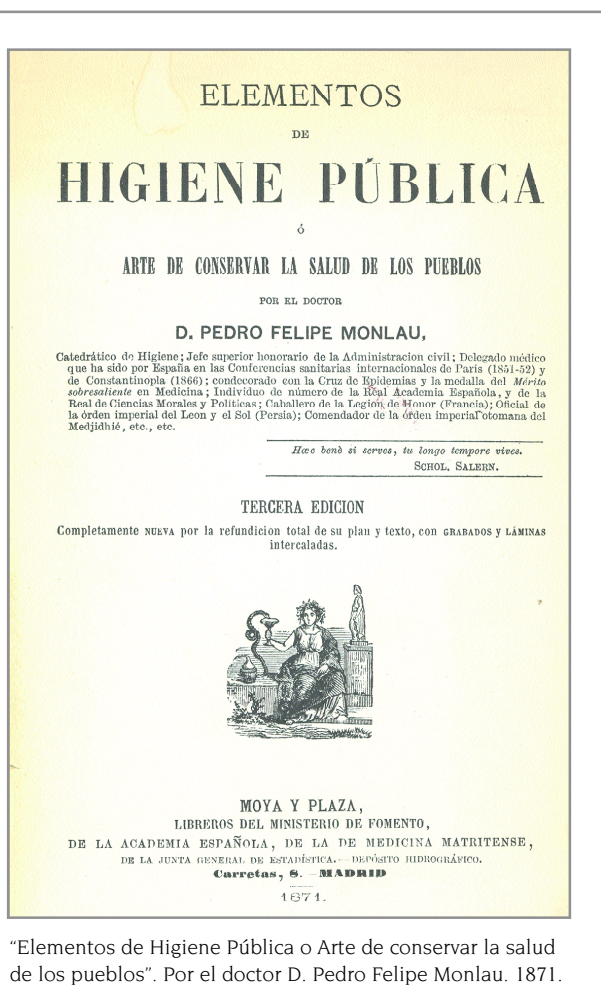 ELEMENTOS
DE
HIGIENE PÚBLICA
ó
ARTE DE CONSERVAR LA SALUD DE LOS PUEBLOS
POR EL DOCTOR
D. PEDRO FELIPE MONLAU,
Catedrático de Higiene; Jefe superior honorario de la Administracion civil; Delegado médico
que ha sido por España en las Conferencias sanitarias internacionales de Paris (1851-52) y
de Constantinopla (1866); condecorado con la Cruz de Epidemias y la medalla del Mérito
sobresaliente en Medicina; Individuo de número de la Real Academia Española, y de la
Real de Ciencias Morales y Políticas; Caballero de la Legion de Honor (Francia); Oficial de
la órden imperial del Leon y el Sol (Persia); Comendador de la órden imperial otomana del
Medjidhié, etc., etc.
Hæc benè si serves, tu longo tempore vives.
SCHOL. SALERN.
TERCERA EDICION
Completamente NUEVA por la refundicion total de su plan y texto, con GRABADOS y LÁMINAS
intercaladas.
MOYA Y PLAZA,
LIBREROS DEL MINISTERIO DE FOMENTO,
DE LA ACADEMIA ESPAÑOLA, DE LA DE MEDICINA MATRITENSE,
DE LA JUNTA GENERAL DE ESTADÍSTICA.—DEPÓSITO HIDROGRÁFICO.
Carretas, 8.—MADRID
1871.
“Elementos de Higiene Pública o Arte de conservar la salud
de los pueblos”. Por el doctor D. Pedro Felipe Monlau. 1871.